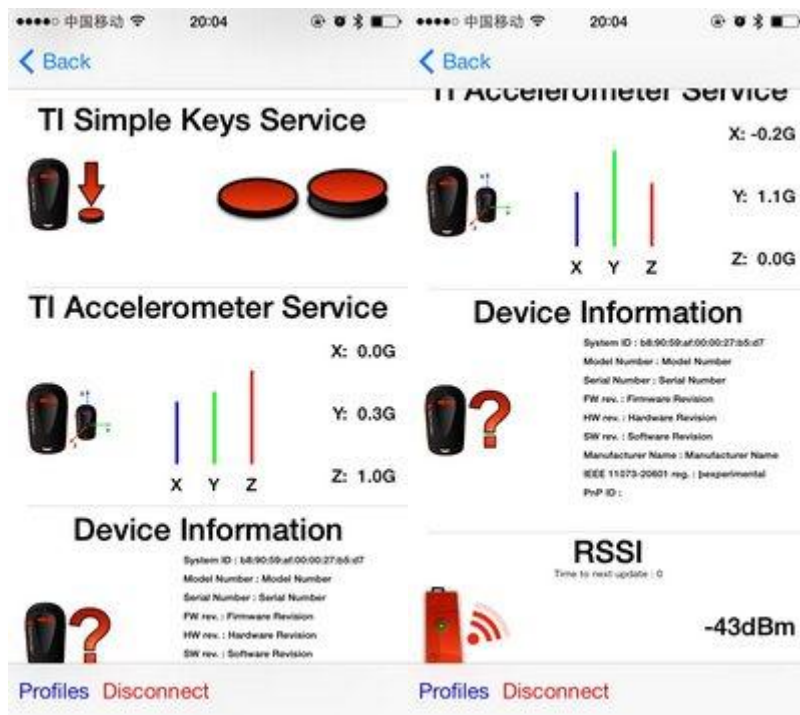 中国移动 20:04
Back
TI Simple Keys Service
TI Accelerometer Service
X: 0.0G
Y: 0.3G
Z: 1.0G
X Y Z
Device Information
System ID : b8:90:59:af:00:00:27:b5:d7
Model Number : Model Number
Serial Number : Serial Number
FW rev. : Firmware Revision
HW rev. : Hardware Revision
SW rev. : Software Revision
Profiles Disconnect
中国移动 20:04
Back
TI Accelerometer Service
X: -0.2G
Y: 1.1G
Z: 0.0G
X Y Z
Device Information
System ID : b8:90:59:af:00:00:27:b5:d7
Model Number : Model Number
Serial Number : Serial Number
FW rev. : Firmware Revision
HW rev. : Hardware Revision
SW rev. : Software Revision
Manufacturer Name : Manufacturer Name
IEEE 11073-20601 reg. : þexperimental
PnP ID :
RSSI
Time to next update : 0
-43dBm
Profiles Disconnect